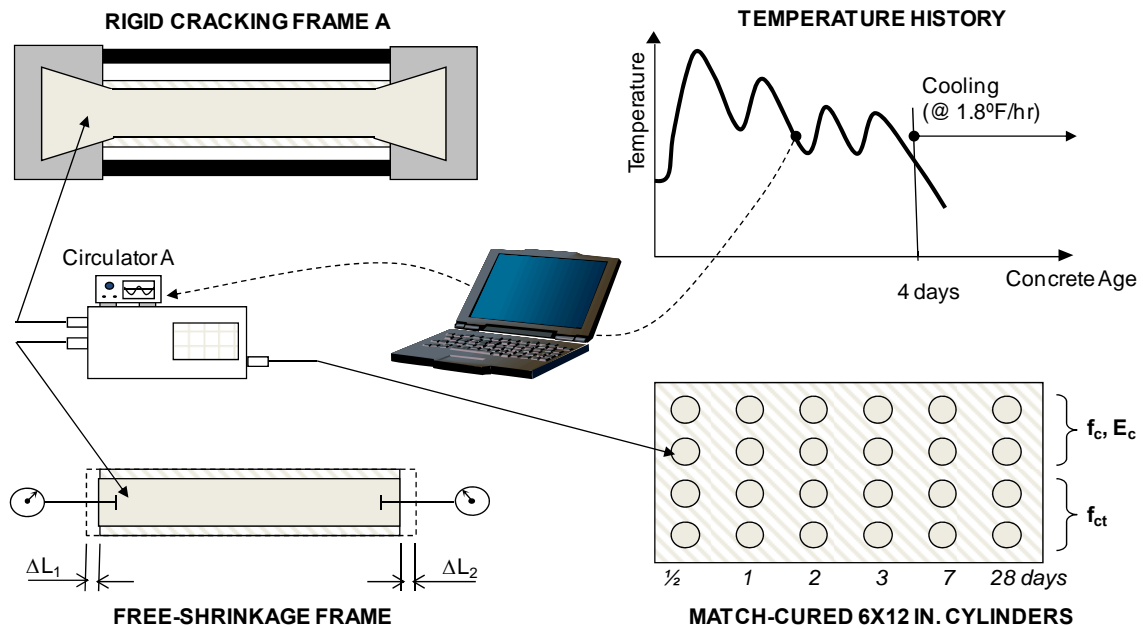 RIGID CRACKING FRAME A
TEMPERATURE HISTORY
Temperature
Cooling
(@ 1.8ºF/hr)
4 days
Concrete Age
Circulator A
fc, Ec
fct
½ 1 2 3 7 28 days
ΔL1
ΔL2
FREE-SHRINKAGE FRAME
MATCH-CURED 6X12 IN. CYLINDERS